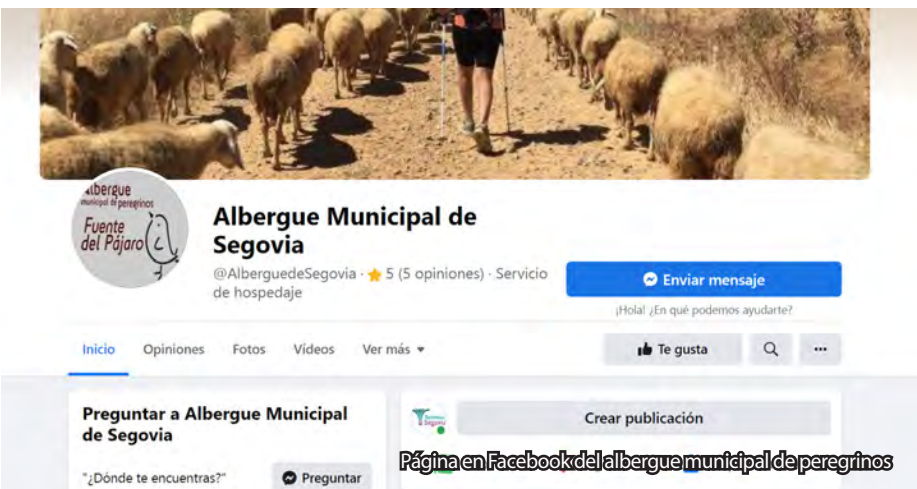 Albergue
municipal de peregrinos
Fuente
del Pájaro
Albergue Municipal de
Segovia
@AlberguedeSegovia · 5 (5 opiniones) · Servicio
de hospedaje
Enviar mensaje
¡Hola! ¿En qué podemos ayudarte?
Inicio Opiniones Fotos Vídeos Ver más
Te gusta
Preguntar a Albergue Municipal
de Segovia
"¿Dónde te encuentras?" Preguntar
Segovia
Crear publicación
Página en Facebook del albergue municipal de peregrinos